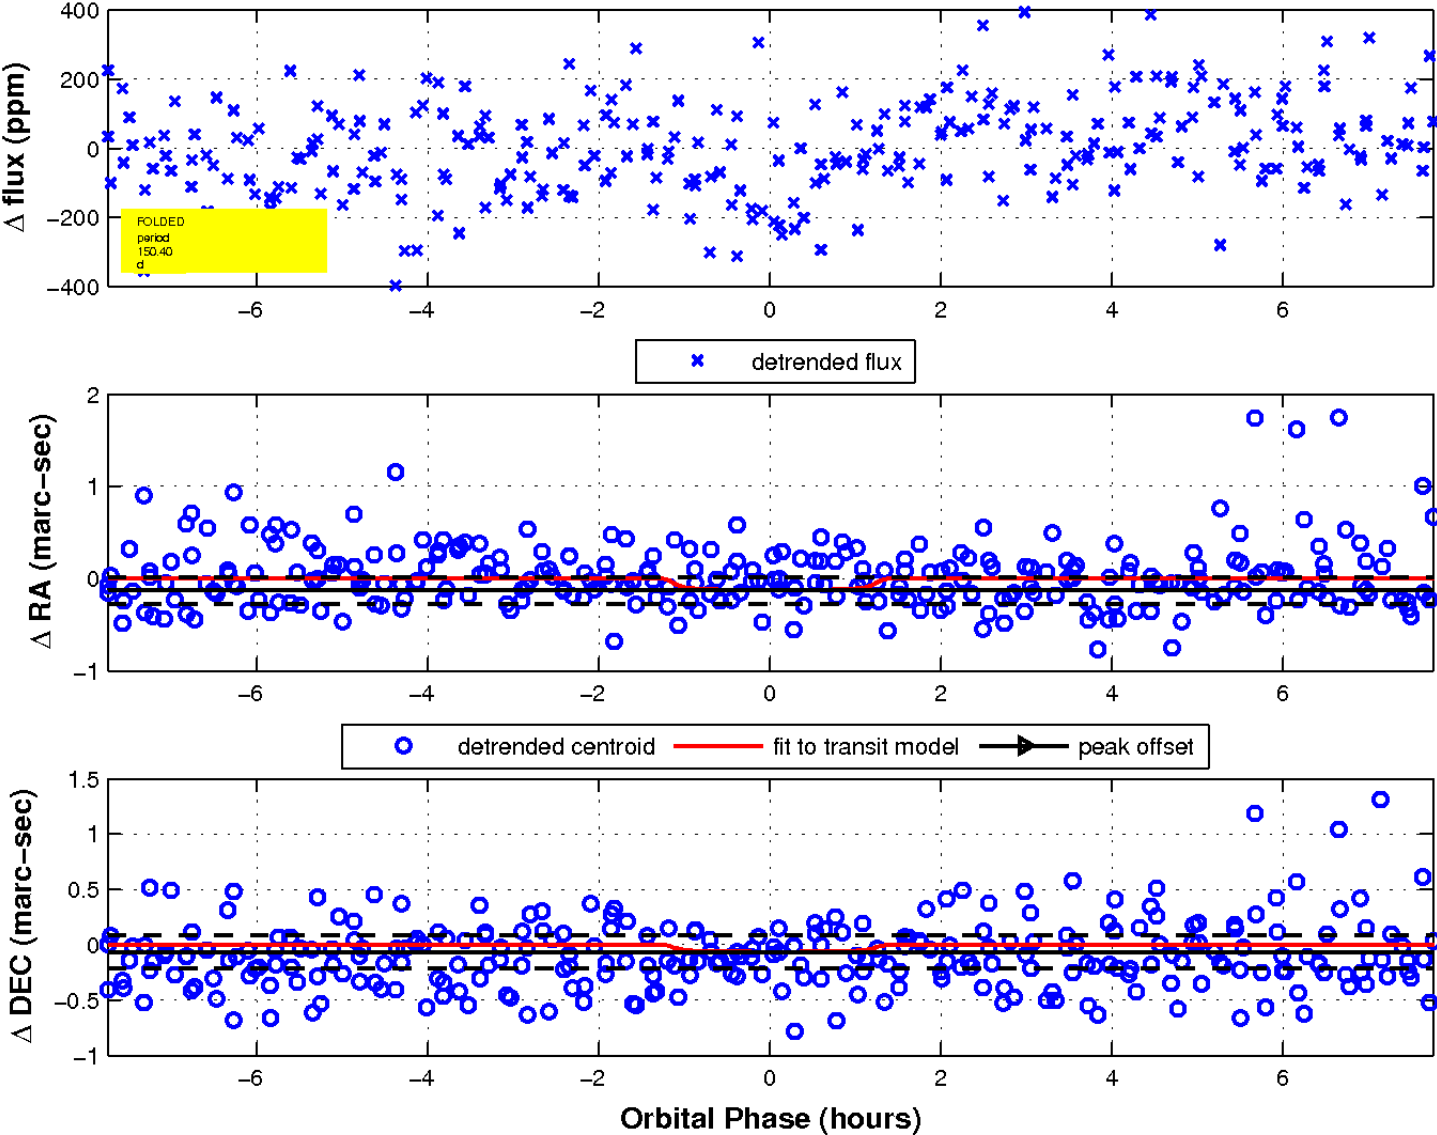 400
200
0
−200
−400
Δ flux (ppm)
FOLDED
period
150.40
d
−6 −4 −2 0 2 4 6
detrended flux
2
1
0
−1
Δ RA (marc−sec)
−6 −4 −2 0 2 4 6
detrended centroid fit to transit model peak offset
1.5
1
0.5
0
−0.5
−1
Δ DEC (marc−sec)
−6 −4 −2 0 2 4 6
Orbital Phase (hours)